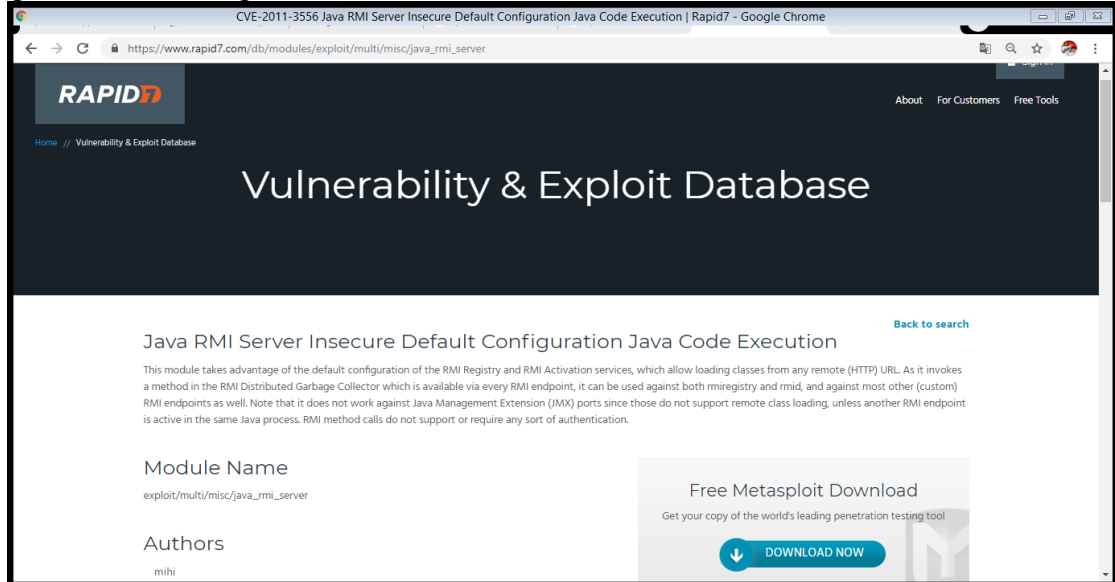 CVE-2011-3556 Java RMI Server Insecure Default Configuration Java Code Execution | Rapid7 - Google Chrome
https://www.rapid7.com/db/modules/exploit/multi/misc/java_rmi_server
Sign in
RAPID7
About For Customers Free Tools
Home // Vulnerability & Exploit Database
Vulnerability & Exploit Database
Back to search
Java RMI Server Insecure Default Configuration Java Code Execution
This module takes advantage of the default configuration of the RMI Registry and RMI Activation services, which allow loading classes from any remote (HTTP) URL. As it invokes
a method in the RMI Distributed Garbage Collector which is available via every RMI endpoint, it can be used against both rmiregistry and rmid, and against most other (custom)
RMI endpoints as well. Note that it does not work against Java Management Extension (JMX) ports since those do not support remote class loading, unless another RMI endpoint
is active in the same Java process. RMI method calls do not support or require any sort of authentication.
Module Name
exploit/multi/misc/java_rmi_server
Free Metasploit Download
Get your copy of the world's leading penetration testing tool
DOWNLOAD NOW
Authors
mihi